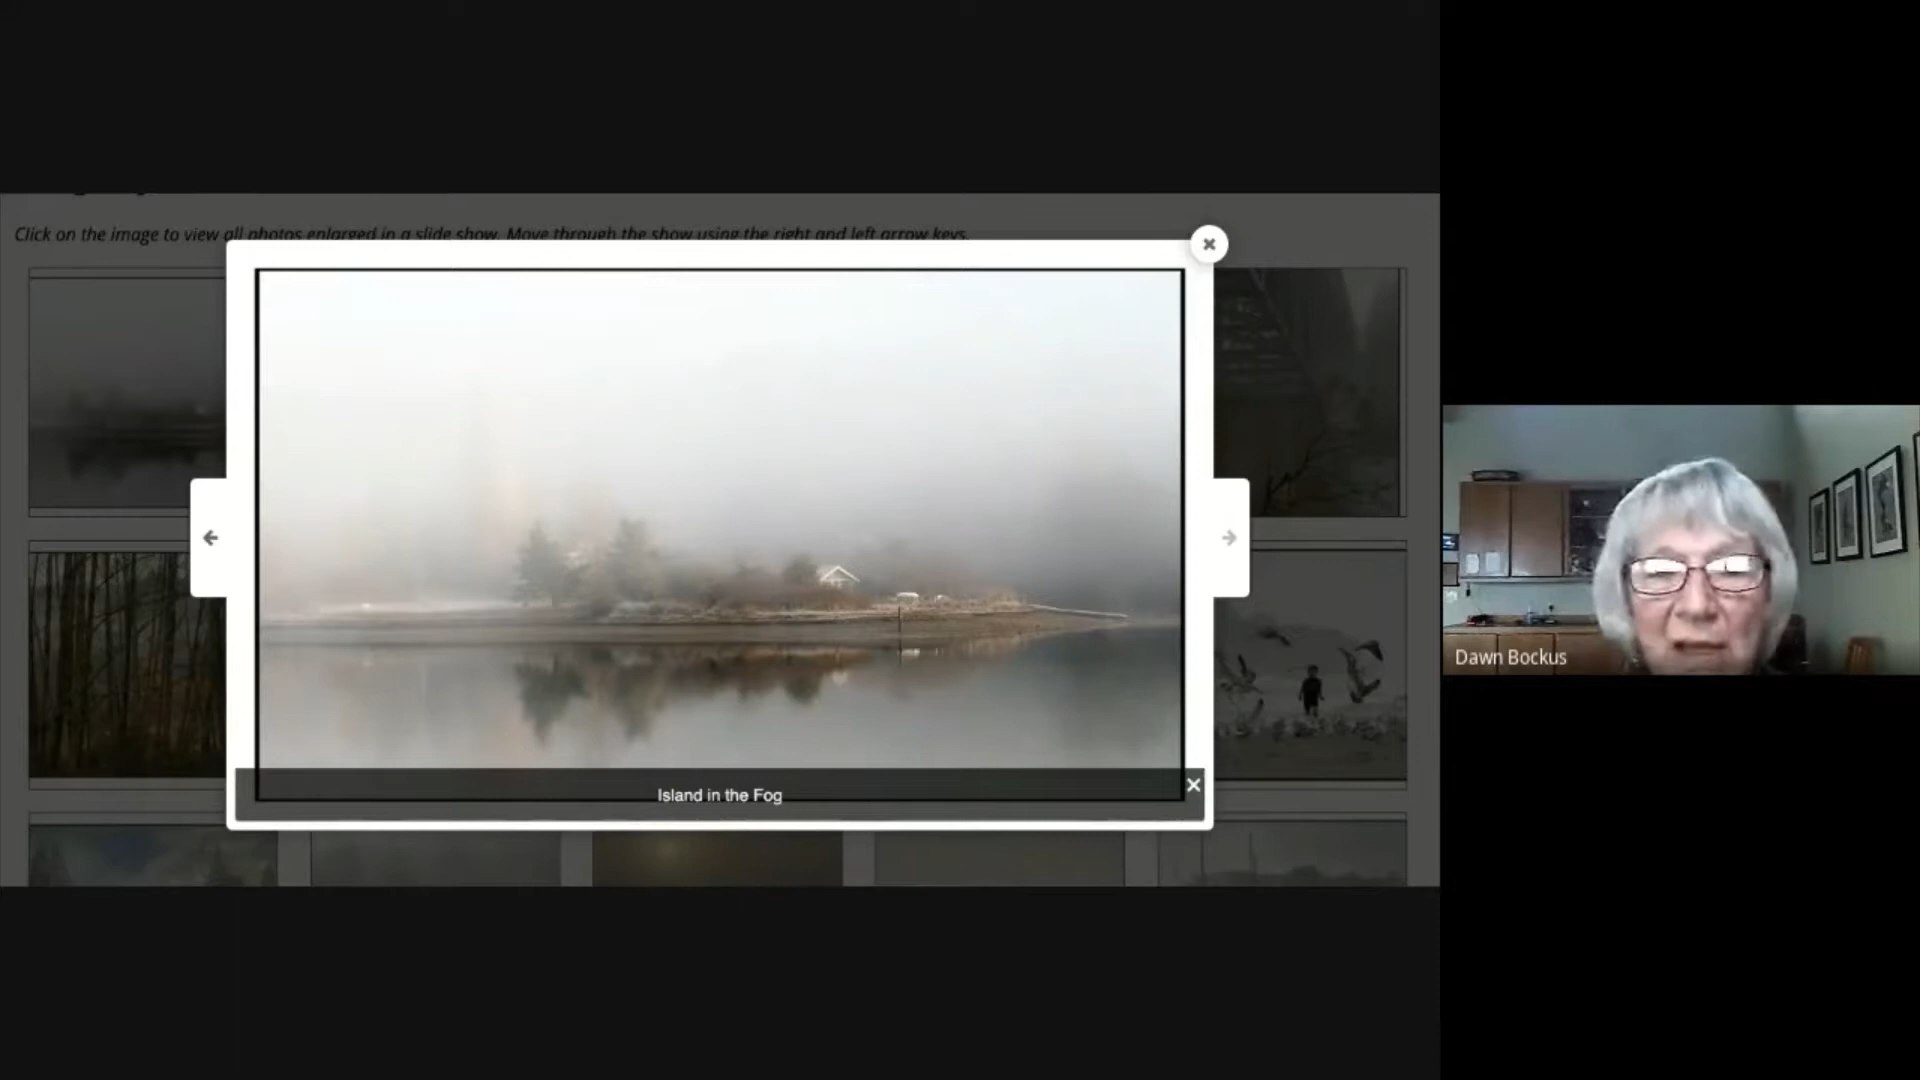 Click on the image to view all photos enlarged in a slide show. Move through the show using the right and left arrow keys.
Island in the Fog
Dawn Bockus